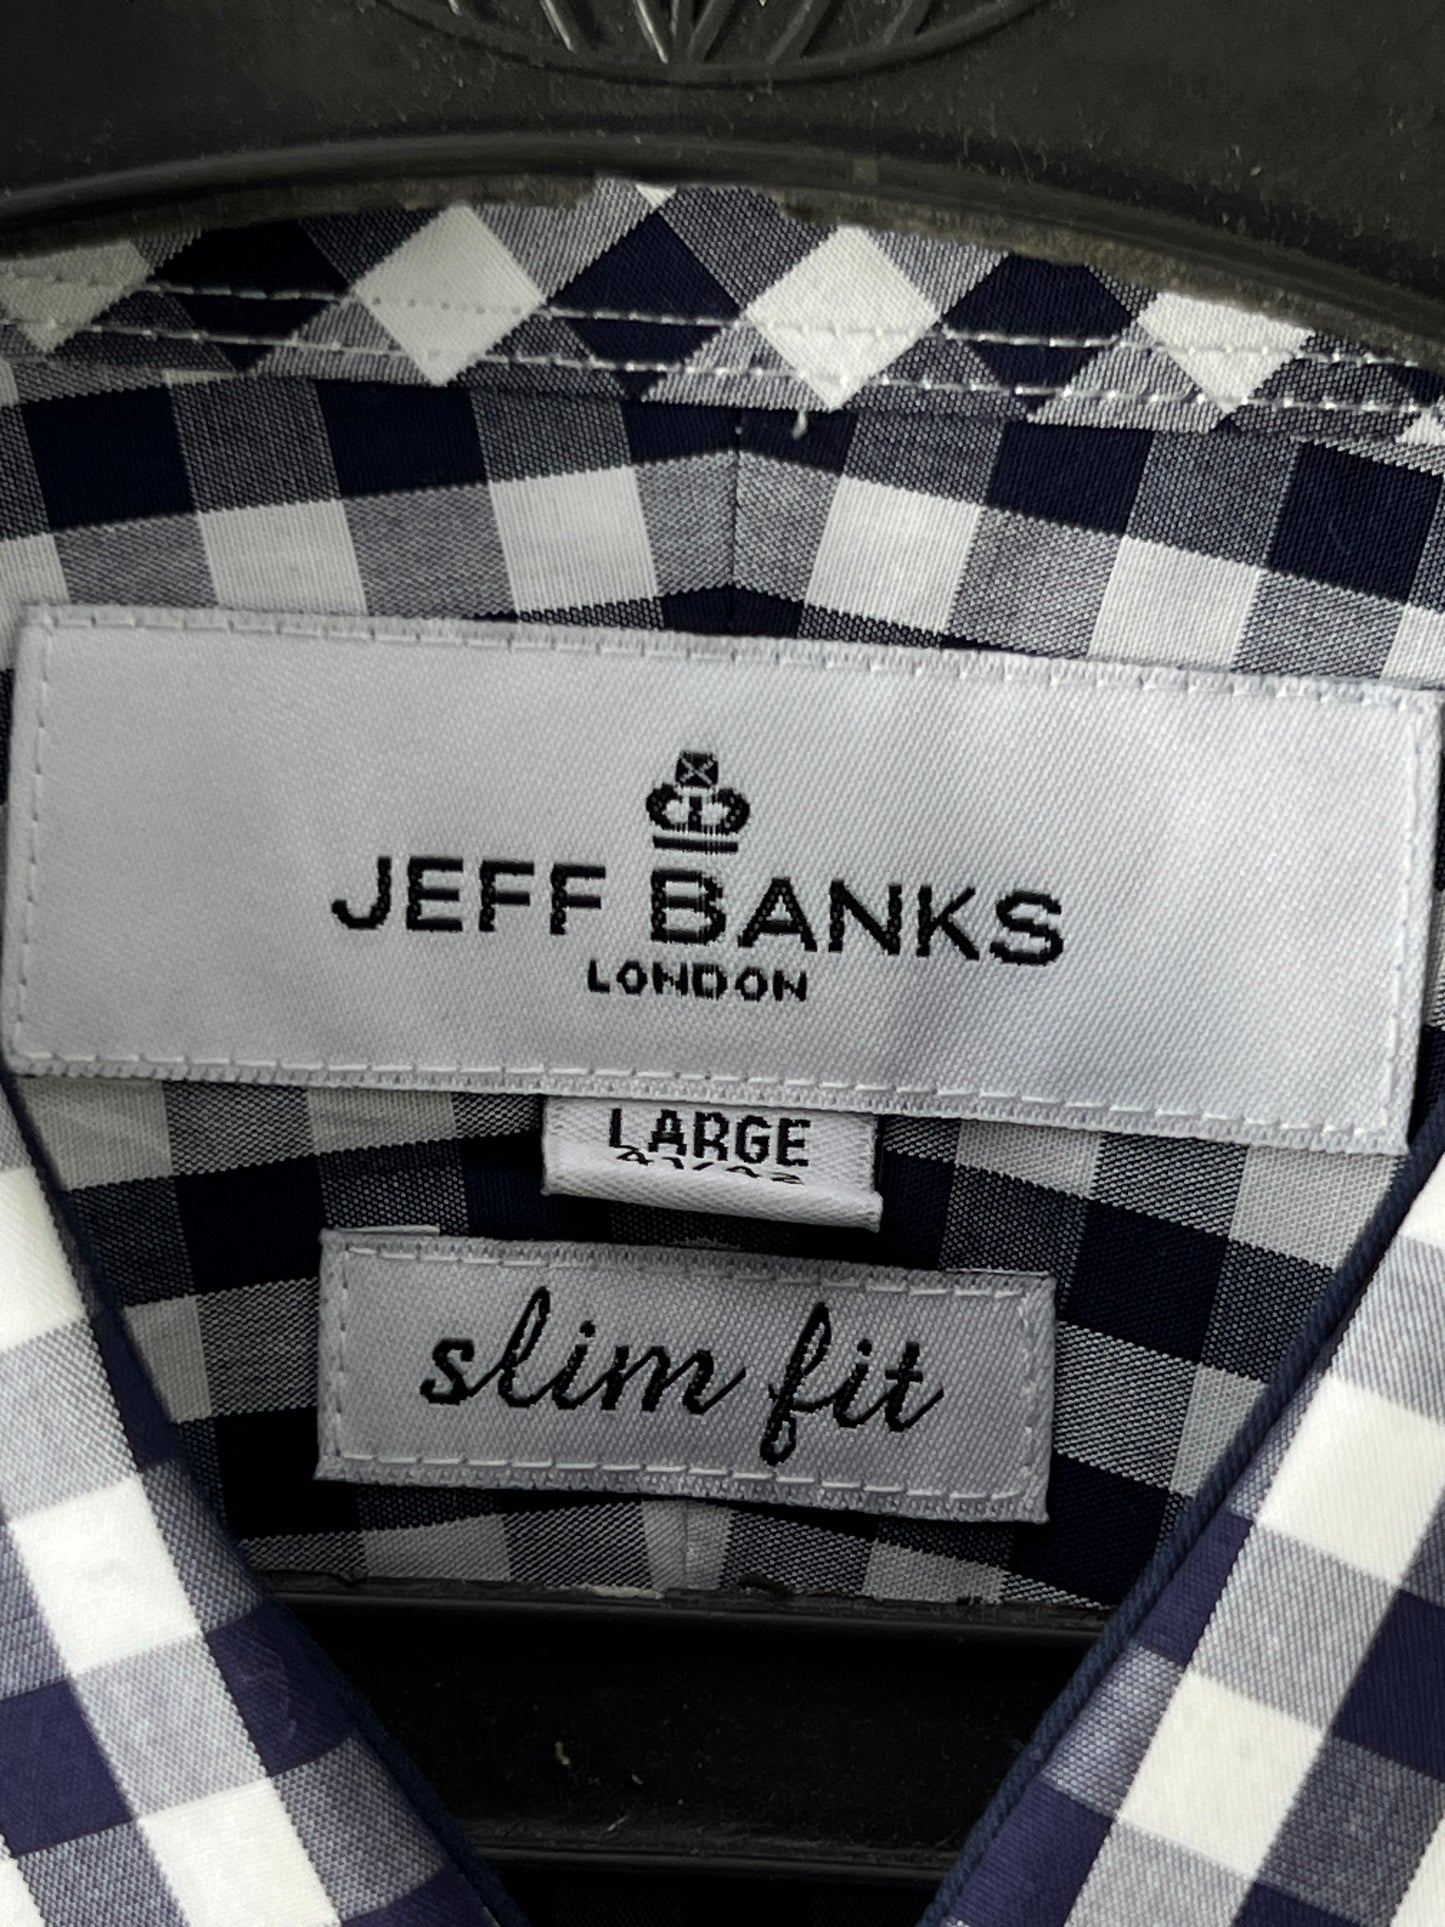 JEFF BANKS
LONDON
LARGE
slim fit